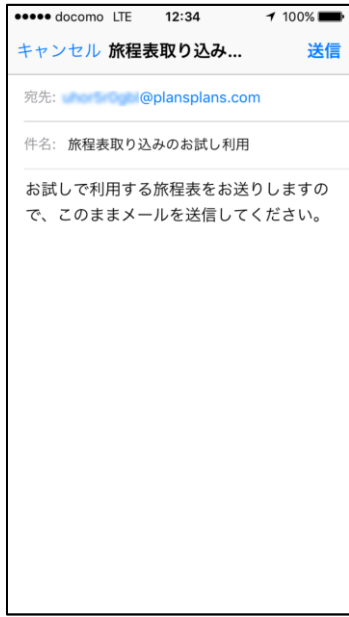 docomo LTE 12:34 100%
キャンセル 旅程表取り込み... 送信
宛先: @plansplans.com
件名: 旅程表取り込みのお試し利用
お試しで利用する旅程表をお送りしますの
で、このままメールを送信してください。